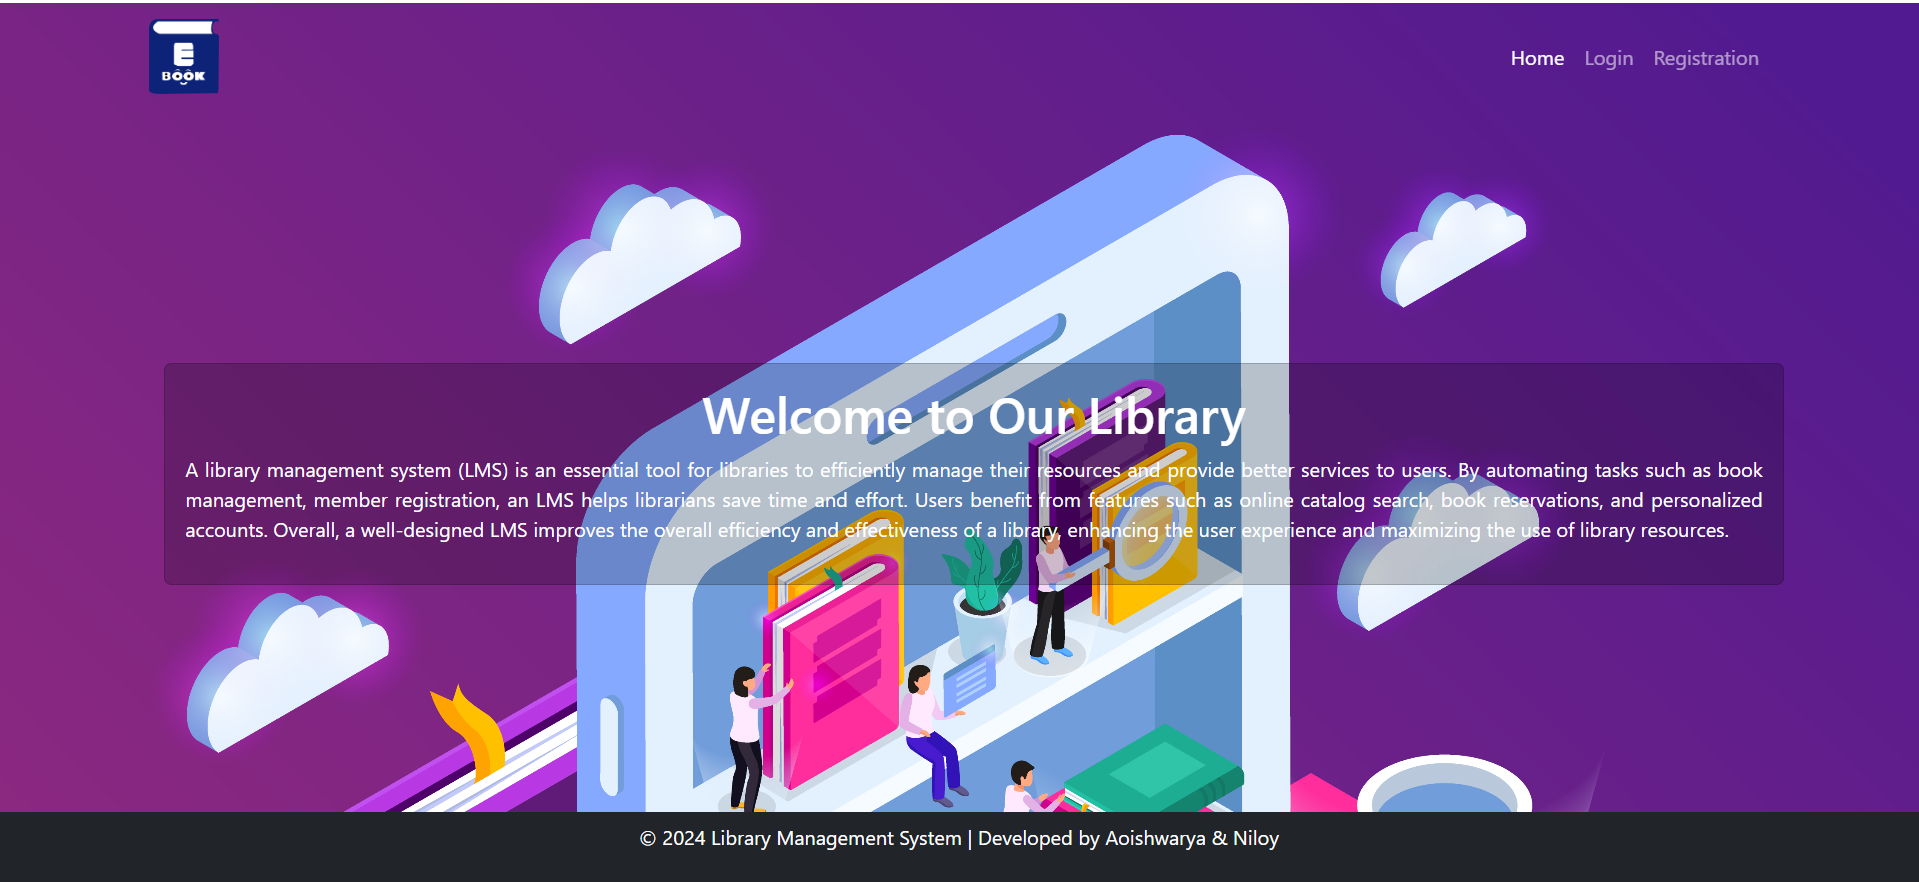 E
BOOK
Home Login Registration
Welcome to Our Library
A library management system (LMS) is an essential tool for libraries to efficiently manage their resources and provide better services to users. By automating tasks such as book
management, member registration, an LMS helps librarians save time and effort. Users benefit from features such as online catalog search, book reservations, and personalized
accounts. Overall, a well-designed LMS improves the overall efficiency and effectiveness of a library, enhancing the user experience and maximizing the use of library resources.
© 2024 Library Management System | Developed by Aoishwarya & Niloy